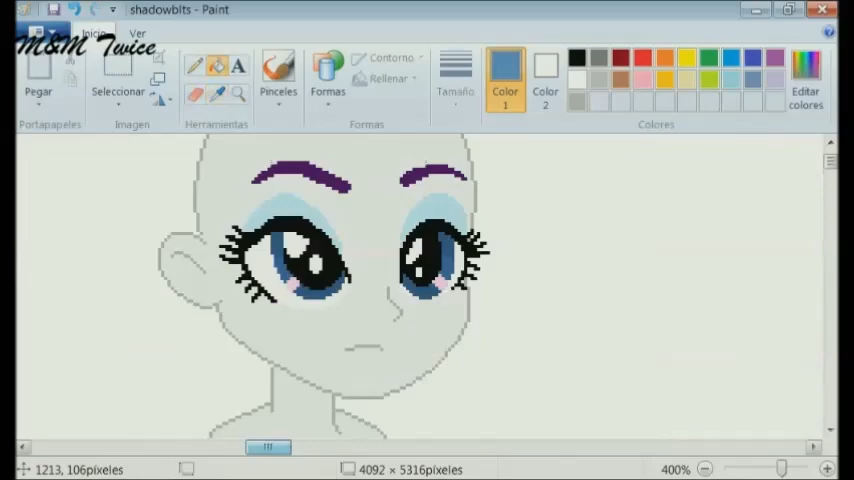 shadowblts - Paint
M&M Twice
Ver
Pegar
Seleccionar
Pinceles
Formas
Contorno
Rellenar
Tamaño
Color
1
Color
2
Editar
colores
Portapapeles
Imagen
Herramientas
Formas
Colores
1213, 106píxeles
4092 × 5316píxeles
400%